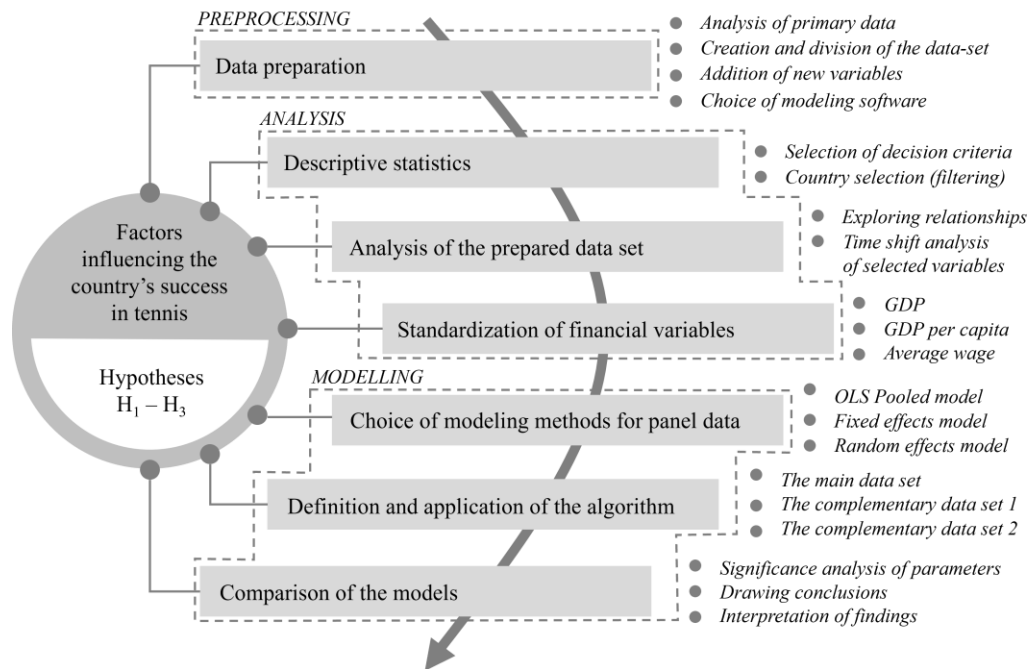 PREPROCESSING
Data preparation
Analysis of primary data
Creation and division of the data-set
Addition of new variables
Choice of modeling software
ANALYSIS
Descriptive statistics
Selection of decision criteria
Country selection (filtering)
Analysis of the prepared data set
Exploring relationships
Time shift analysis
of selected variables
Standardization of financial variables
GDP
GDP per capita
Average wage
Factors
influencing the
country’s success
in tennis
Hypotheses
H₁ – H₃
MODELLING
Choice of modeling methods for panel data
OLS Pooled model
Fixed effects model
Random effects model
Definition and application of the algorithm
The main data set
The complementary data set 1
The complementary data set 2
Comparison of the models
Significance analysis of parameters
Drawing conclusions
Interpretation of findings